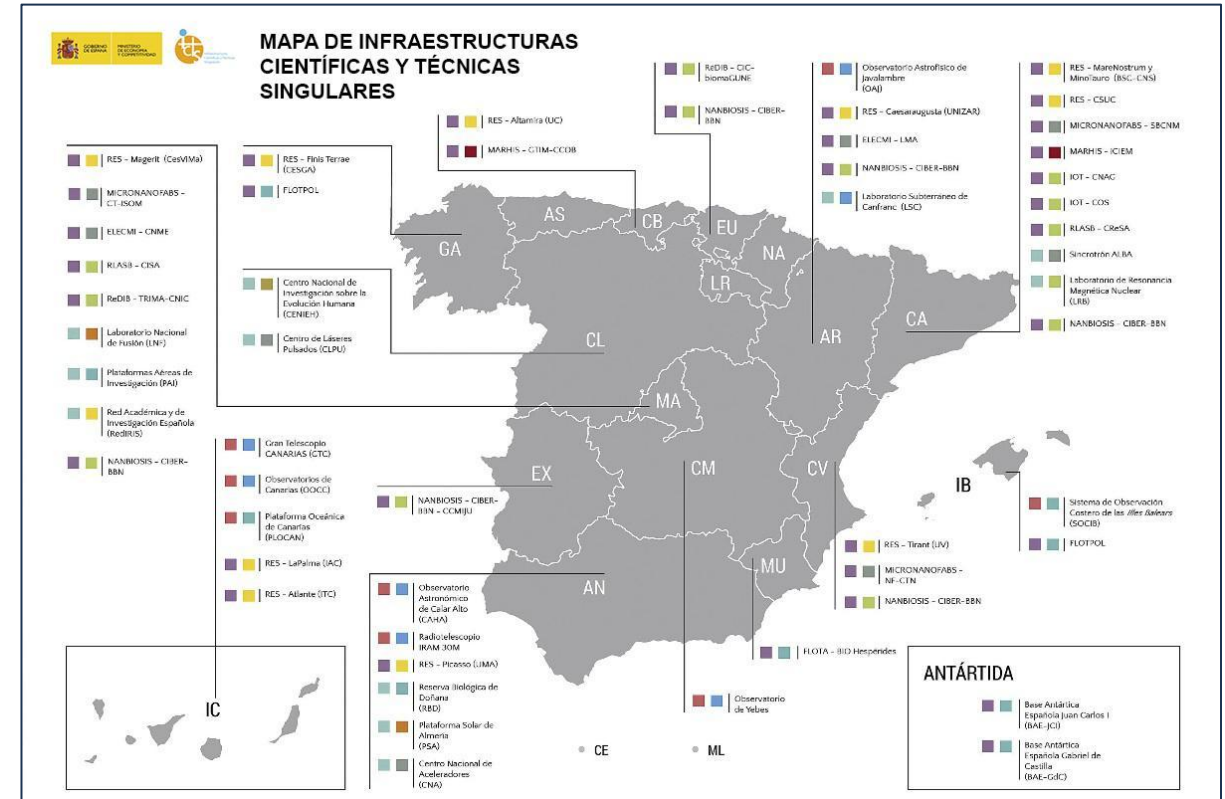 GOBIERNO
DE ESPAÑA
MINISTERIO
DE ECONOMÍA
Y COMPETITIVIDAD
MAPA DE INFRAESTRUCTURAS
CIENTÍFICAS Y TÉCNICAS
SINGULARES
RES - Magerit (CesViMa)
MICRONANOFABS -
CT-ISOM
ELECMI - CNME
RLASB - CISA
ReDIB - TRIMA-CNIC
Laboratorio Nacional
de Fusión (LNF)
Plataformas Aéreas de
Investigación (PAI)
Red Académica y de
Investigación Española
(RedIRIS)
NANBIOSIS - CIBER-
BBN
RES - Finis Terrae
(CESGA)
FLOTPOL
Centro Nacional de
Investigación sobre la
Evolución Humana
(CENIEH)
Centro de Láseres
Pulsados (CLPU)
RES - Altamira (UC)
MARHIS - GTIM-CCOB
ReDIB - CIC-
biomaGUNE
NANBIOSIS - CIBER-
BBN
Observatorio Astrofísico de
Javalambre
(OAJ)
RES - Caesaraugusta (UNIZAR)
ELECMI - LMA
NANBIOSIS - CIBER-BBN
Laboratorio Subterráneo de
Canfranc (LSC)
RES - MareNostrum y
MinoTauro (BSC-CNS)
RES - CSUC
MICRONANOFABS - SBCNM
MARHIS - ICIEM
IOT - CNAG
IOT - COS
RLASB - CReSA
Sincrotrón ALBA
Laboratorio de Resonancia
Magnética Nuclear
(LRB)
NANBIOSIS - CIBER-BBN
GA
AS
CB
EU
NA
LR
CL
AR
CA
MA
EX
CM
CV
IB
AN
MU
Gran Telescopio
CANARIAS (GTC)
Observatorios de
Canarias (OOCC)
Plataforma Oceánica
de Canarias
(PLOCAN)
RES - LaPalma (IAC)
RES - Atlante (ITC)
NANBIOSIS - CIBER-
BBN - CCMIJU
Sistema de Observación
Costero de las Illes Balears
(SOCIB)
FLOTPOL
RES - Tirant (UV)
MICRONANOFABS -
NF-CTN
NANBIOSIS - CIBER-BBN
Observatorio
Astronómico
de Calar Alto
(CAHA)
Radiotelescopio
IRAM 30M
RES - Picasso (UMA)
Reserva Biológica de
Doñana
(RBD)
Plataforma Solar de
Almería
(PSA)
Centro Nacional de
Aceleradores
(CNA)
FLOTA - BIO Hespérides
Observatorio
de Yebes
IC
CE
ML
ANTÁRTIDA
Base Antártica
Española Juan Carlos I
(BAE-JCI)
Base Antártica
Española Gabriel de
Castilla
(BAE-GdC)